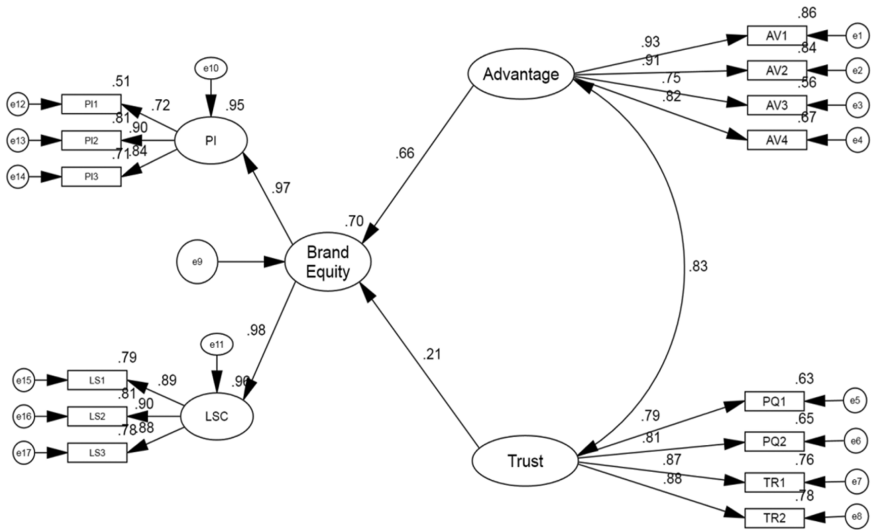 .86
.93
AV1
e1
.84
.91
AV2
e2
Advantage
.75
.56
AV3
e3
.82
.67
AV4
e4
e10
.51
.95
e12
PI1
.72
.81
.90
PI
e13
PI2
.71
.84
e14
PI3
.66
.97
.70
Brand
Equity
e9
.83
.98
.21
e11
.79
.96
e15
LS1
.89
.81
.90
LSC
e16
LS2
.78
.88
e17
LS3
.63
.79
PQ1
e5
.65
.81
PQ2
e6
Trust
.87
.76
TR1
e7
.88
.78
TR2
e8